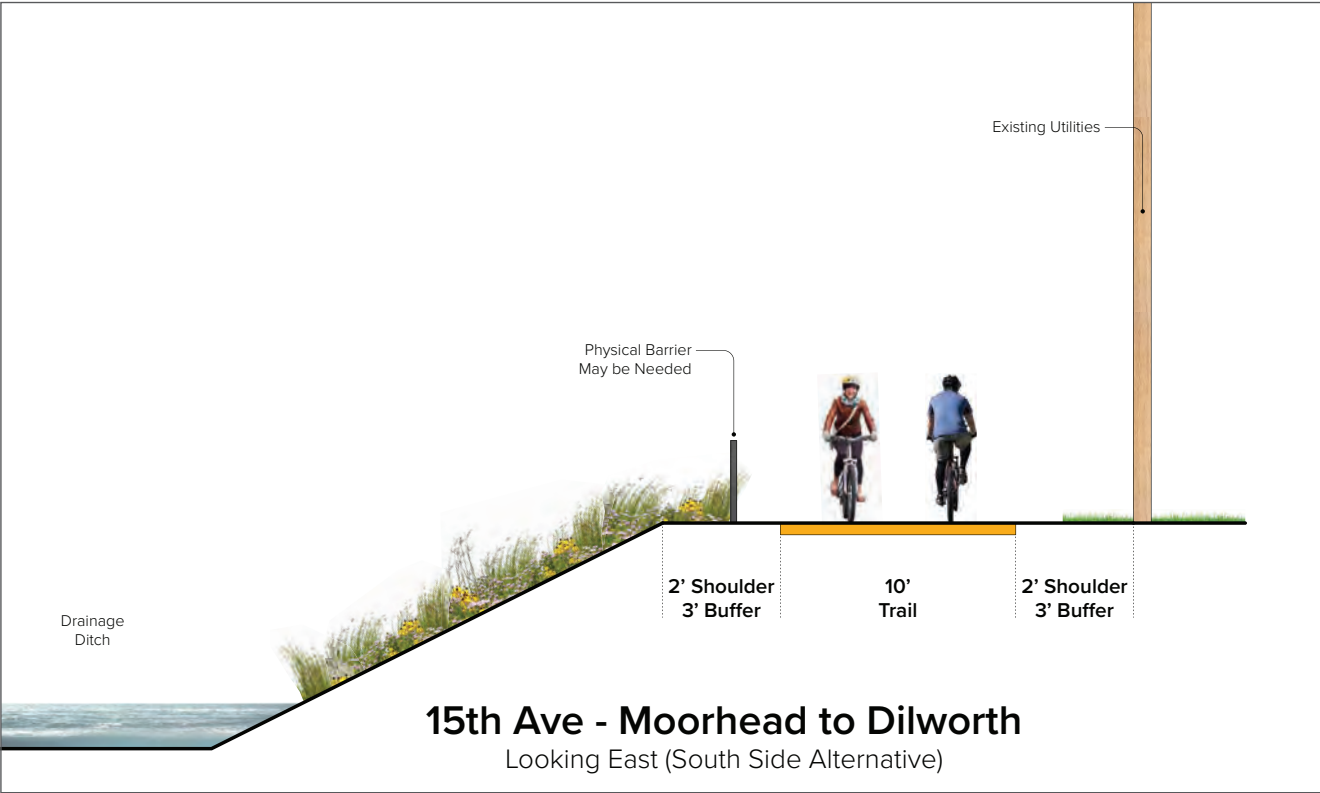 Existing Utilities
Physical Barrier
May be Needed
2’ Shoulder
3’ Buffer
10’
Trail
2’ Shoulder
3’ Buffer
Drainage
Ditch
15th Ave - Moorhead to Dilworth
Looking East (South Side Alternative)